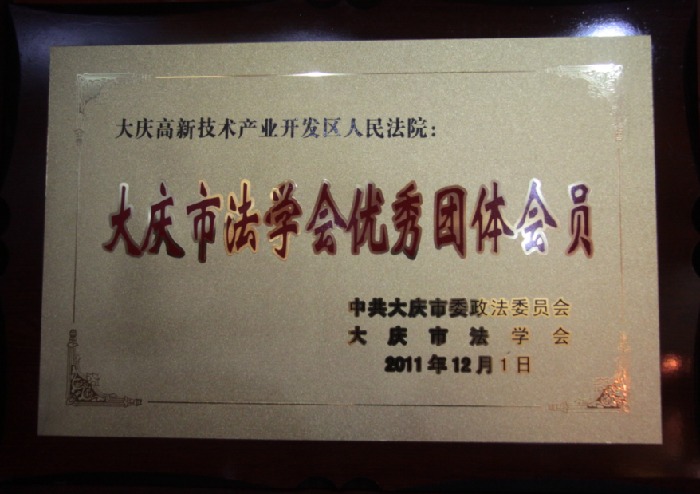 大庆高新技术产业开发区人民法院：
大庆市法学会优秀团体会员
中共大庆市委政法委员会
大庆市法学会
2011年12月1日